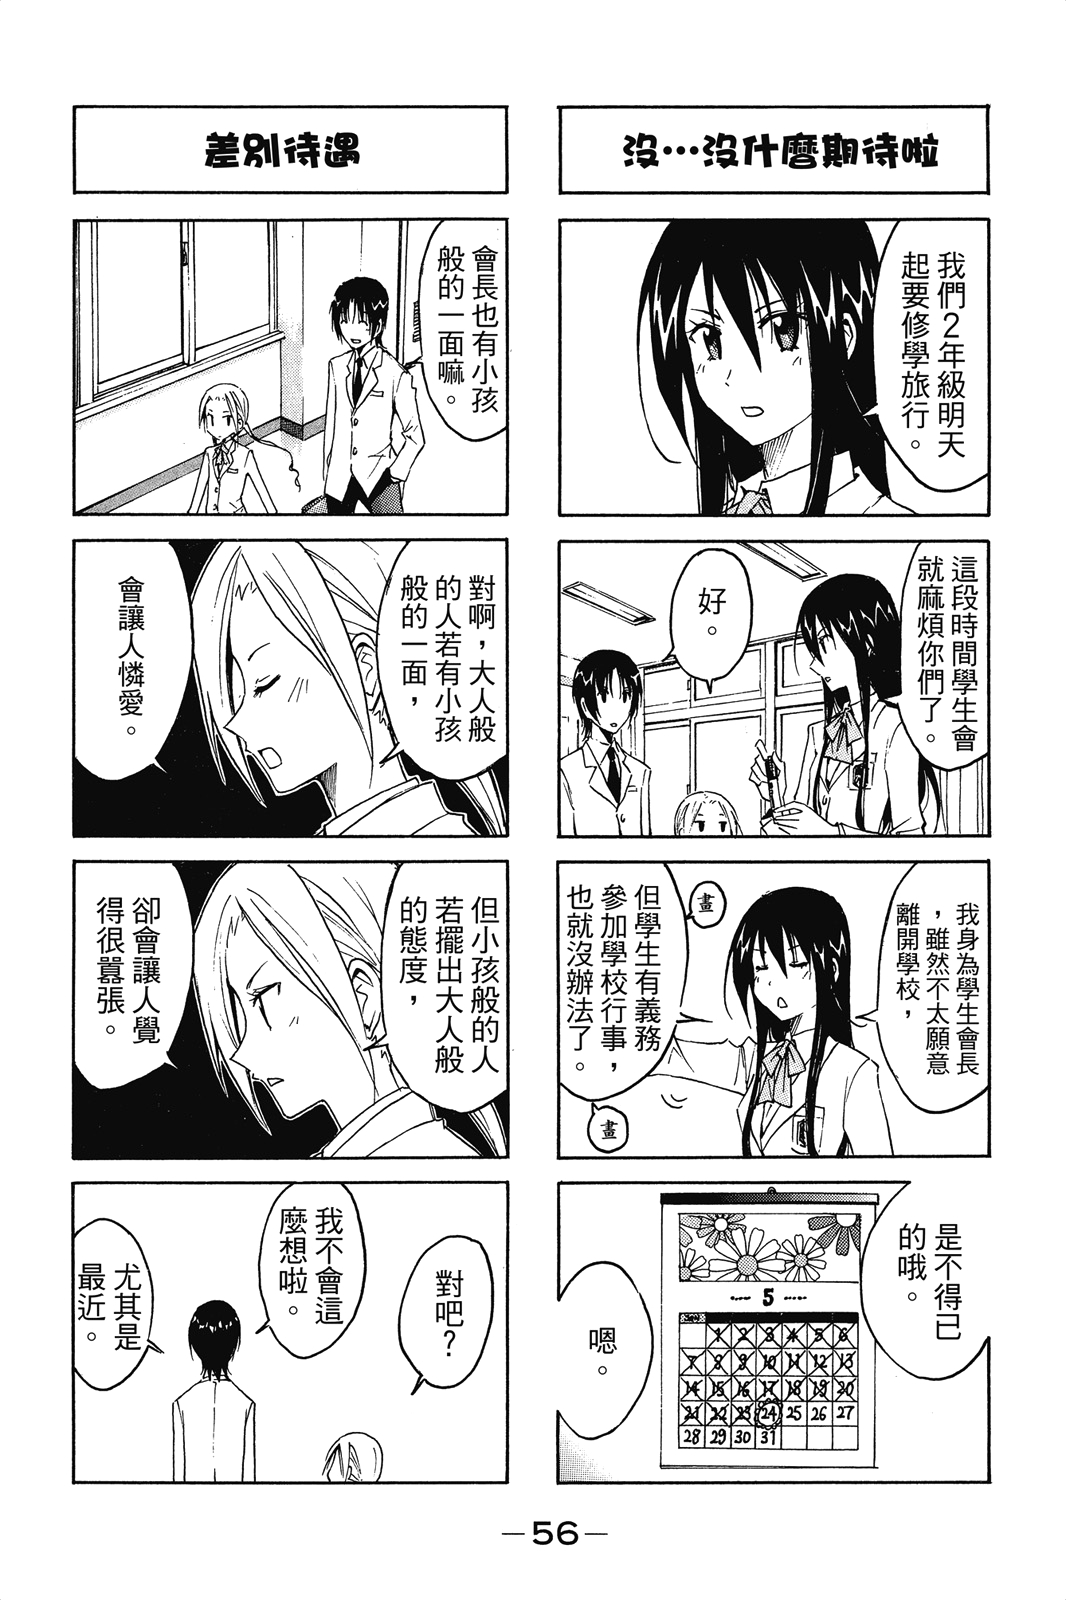 沒⋯沒什麼期待啦
我們2年級明天
起要修學旅行。
這段時間學生會
就麻煩你們了。
好。
我身為學生會長
，雖然不太願意
離開學校，
畫
但學生有義務
參加學校行事，
也就沒辦法了。
畫
是不得已
的哦。
5
1 2 3 4 5 6
7 8 9 10 11 12 13
14 15 16 17 18 19 20
21 22 23 24 25 26 27
28 29 30 31
嗯。
差別待遇
會長也有小孩
般的一面嘛。
對啊，大人般
的人若有小孩
般的一面，
會讓人憐愛。
但小孩般的人
若擺出大人般
的態度，
卻會讓人覺
得很囂張。
對吧？
我不會這
麼想啦。
尤其是
最近。
－56－